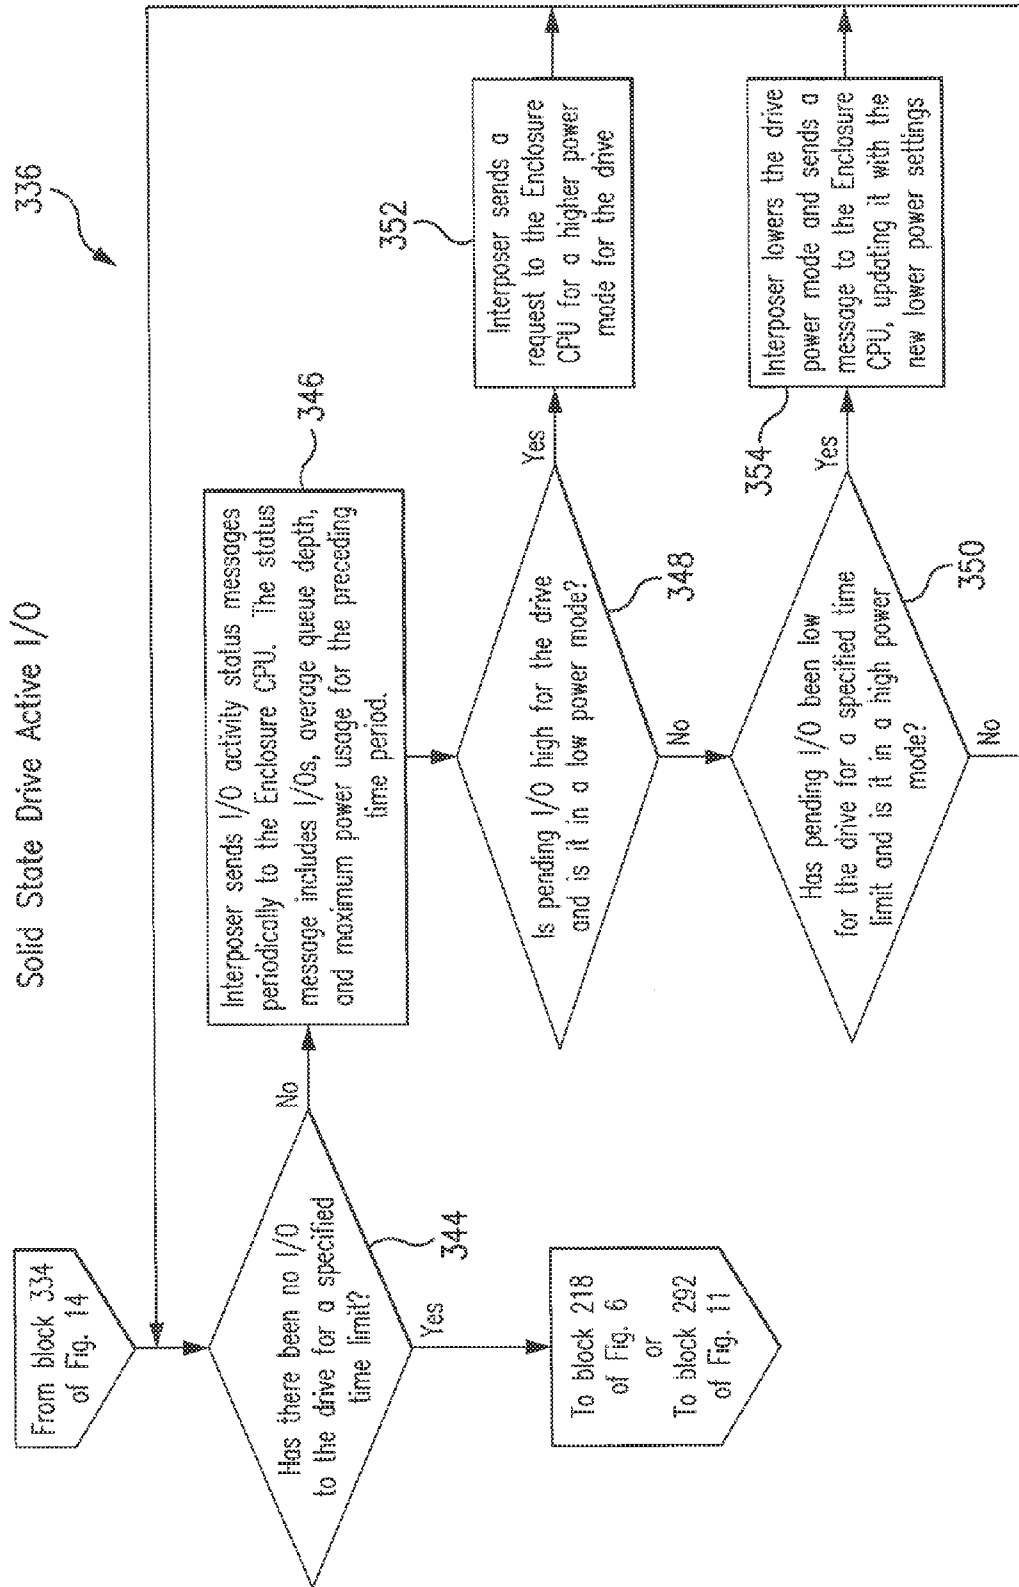 Solid State Drive Active I/O
336
From block 334
of Fig. 14
Has there been no I/O
to the drive for a specified
time limit?
344
No
Yes
To block 218
of Fig. 6
or
To block 292
of Fig. 11
Interposer sends I/O activity status messages
periodically to the Enclosure CPU. The status
message includes I/Os, average queue depth,
and maximum power usage for the preceding
time period.
346
Is pending I/O high for the drive
and is it in a low power mode?
348
Yes
No
Interposer sends a
request to the Enclosure
CPU for a higher power
mode for the drive
352
Has pending I/O been low
for the drive for a specified time
limit and is it in a high power
mode?
350
Yes
No
Interposer lowers the drive
power mode and sends a
message to the Enclosure
CPU, updating it with the
new lower power settings
354